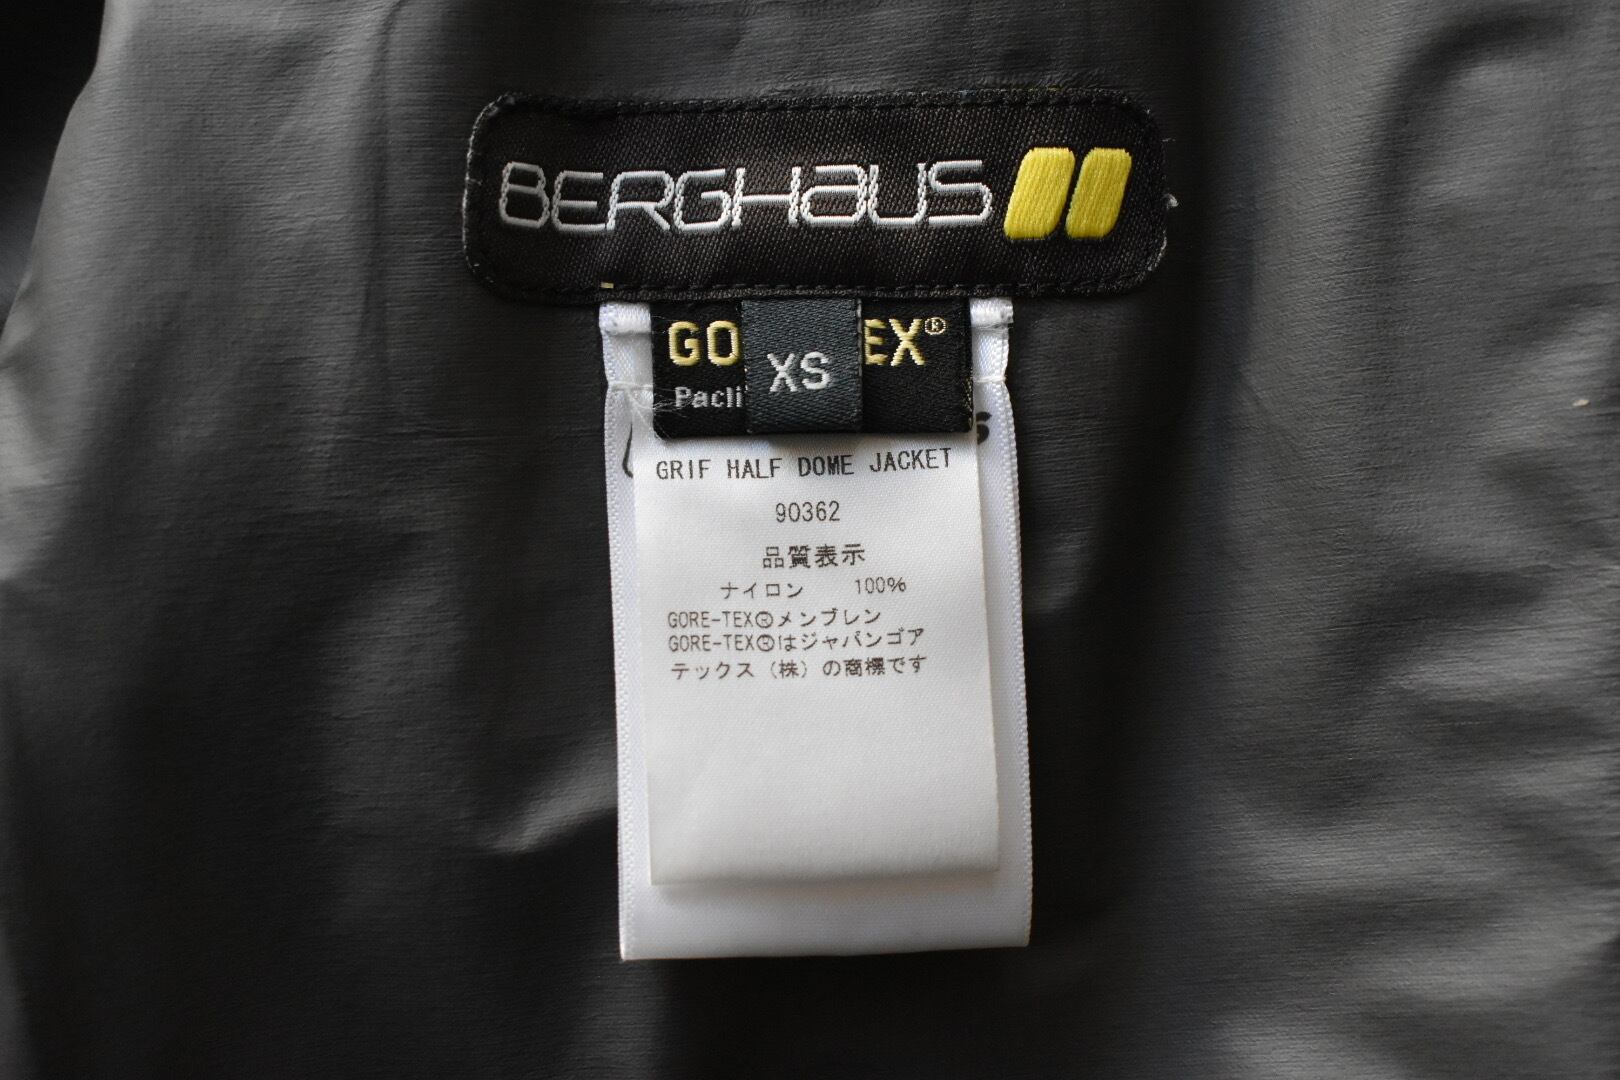 BERGHAUS
GO EX®
XS
Pacli
GRIF HALF DOME JACKET
90362
品質表示
ナイロン 100%
GORE-TEX®メンブレン
GORE-TEX®はジャパンゴア
テックス(株)の商標です